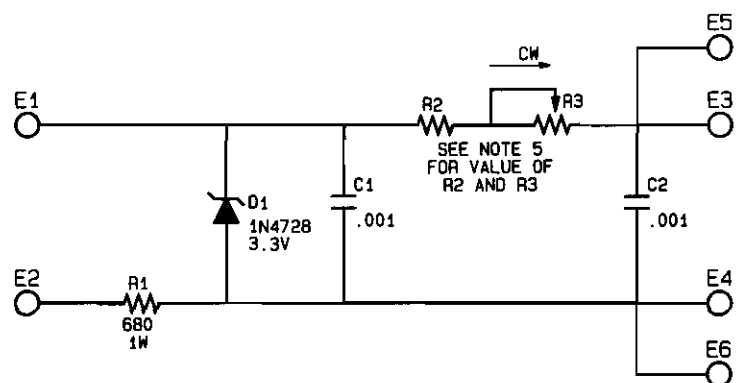 E5
CW
E1
R2
R3
E3
SEE NOTE 5
FOR VALUE OF
R2 AND R3
D1
1N4728
3.3V
C1
.001
C2
.001
E2
R1
680
1W
E4
E6